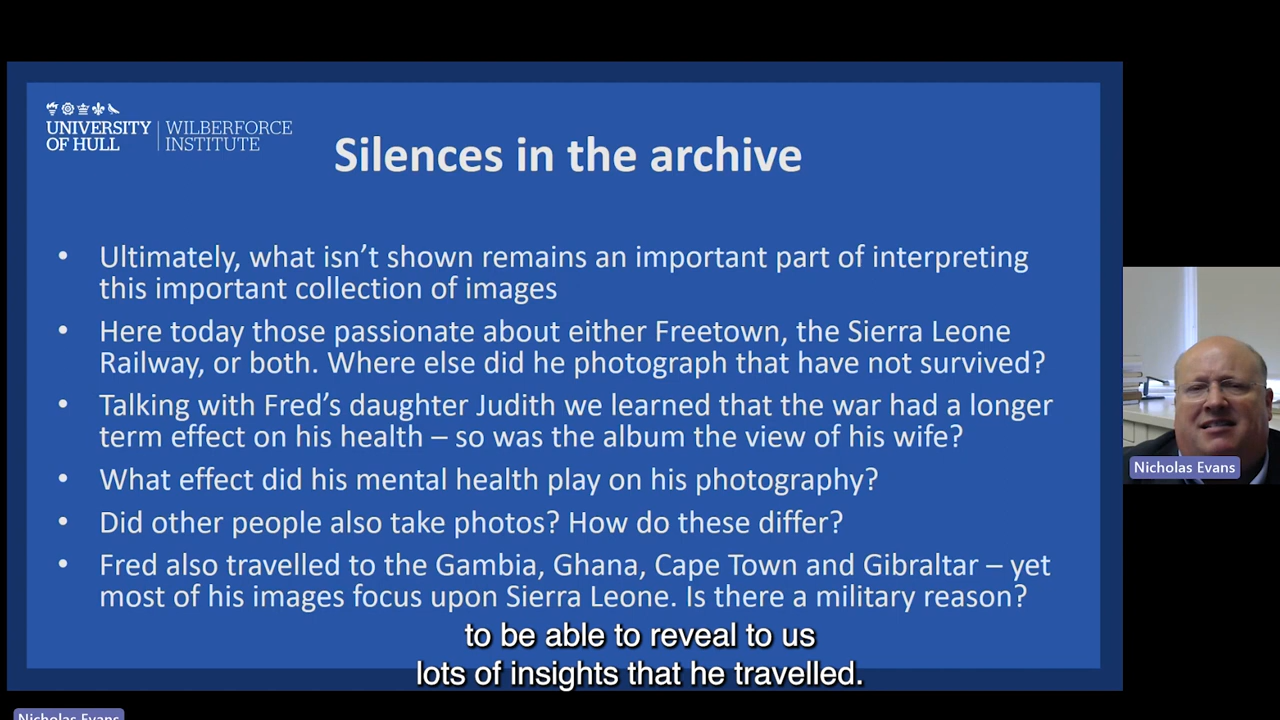 UNIVERSITY OF HULL
WILBERFORCE INSTITUTE
Silences in the archive
• Ultimately, what isn't shown remains an important part of interpreting
this important collection of images
• Here today those passionate about either Freetown, the Sierra Leone
Railway, or both. Where else did he photograph that have not survived?
• Talking with Fred's daughter Judith we learned that the war had a longer
term effect on his health – so was the album the view of his wife?
• What effect did his mental health play on his photography?
• Did other people also take photos? How do these differ?
• Fred also travelled to the Gambia, Ghana, Cape Town and Gibraltar – yet
most of his images focus upon Sierra Leone. Is there a military reason?
to be able to reveal to us
lots of insights that he travelled.
Nicholas Evans
Nicholas Evans